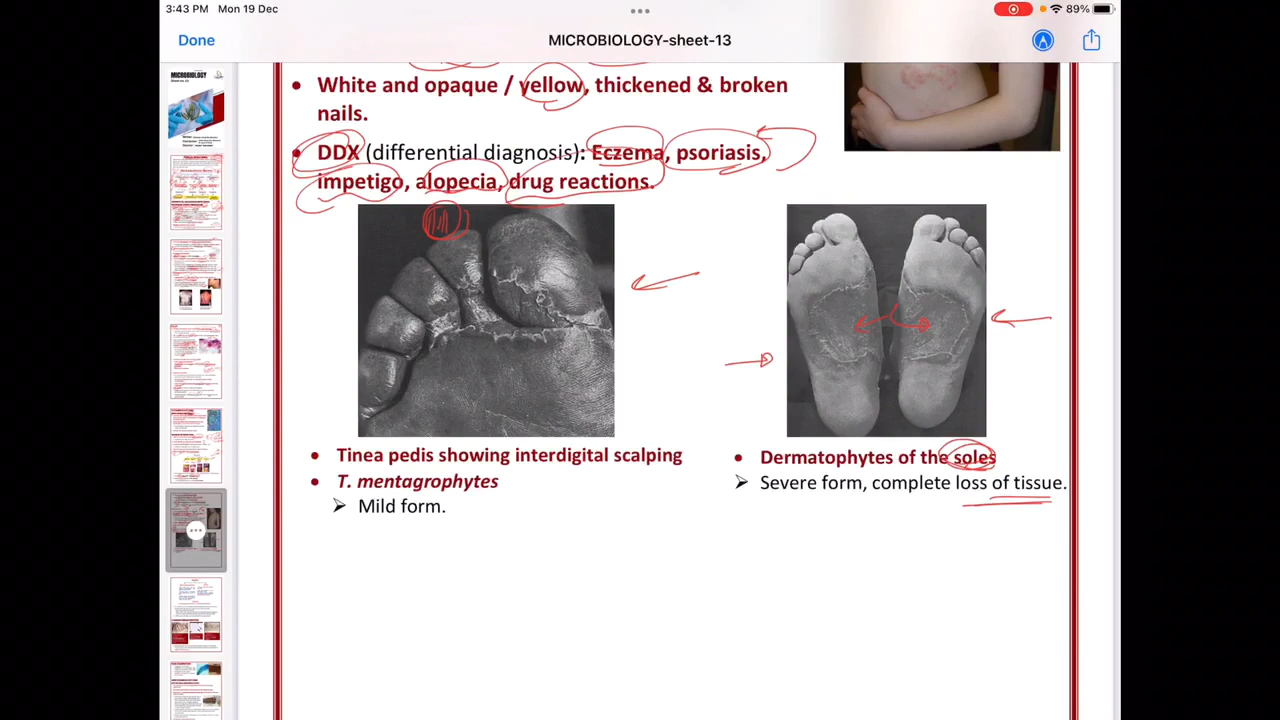 3:43 PM Mon 19 Dec
89%
Done
MICROBIOLOGY-sheet-13
MICROBIOLOGY
• White and opaque / yellow, thickened & broken
nails.
• DDX (differential diagnosis): Eczema, psoriasis,
impetigo, alopecia, drug reactions.
• Tinea pedis showing interdigital scalping
• T. mentagrophytes
➢ Mild form.
• Dermatophytes of the soles
➢ Severe form, complete loss of tissue.